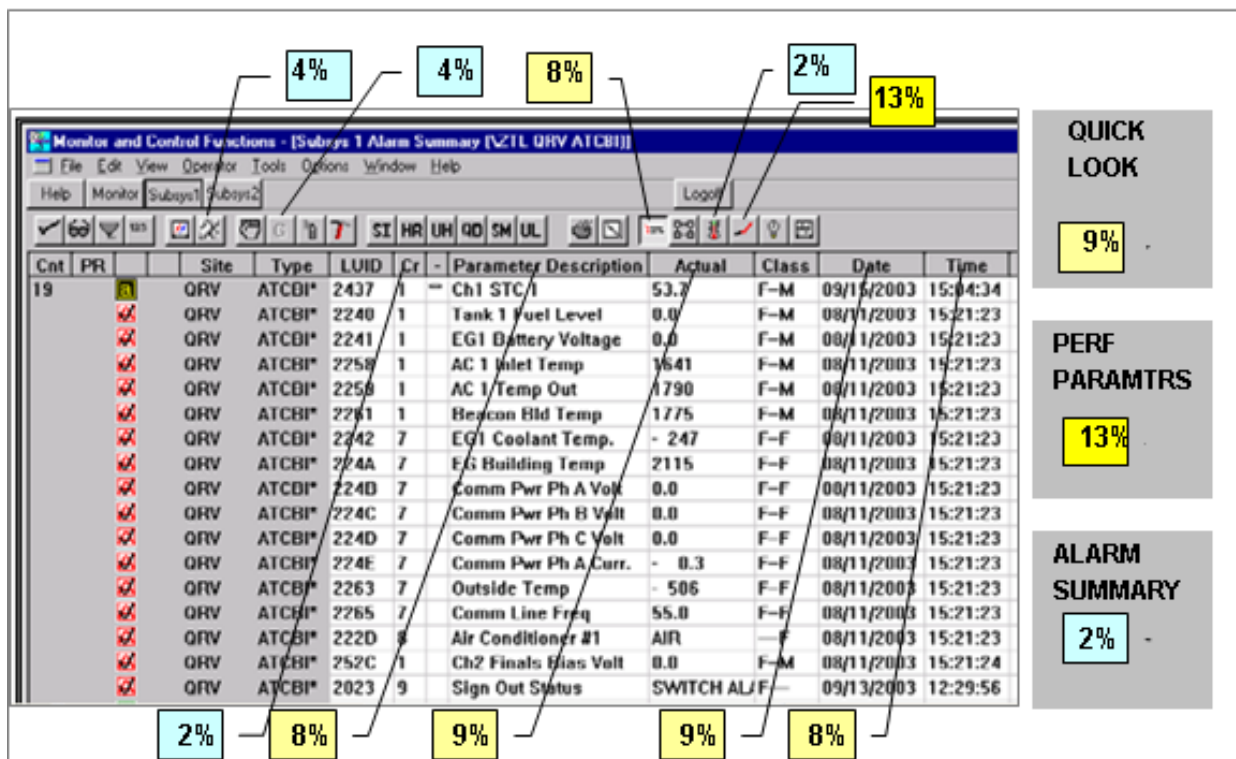 4%
4%
8%
2%
13%
Monitor and Control Functions - [Subsys 1 Alarm Summary [\ZTL QRV ATCBI]]
File Edit View Operator Tools Options Window Help
Help Monitor Subsys1 Subsys2 Logoff
G SI HR UH QD SM UL
Cnt PR Site Type LUID Cr - Parameter Description Actual Class Date Time
19 a QRV ATCBI* 2437 1 Ch1 STC 1 53.7 F-M 09/15/2003 15:04:34
QRV ATCBI* 2240 1 Tank 1 Fuel Level 0.0 F-M 08/11/2003 15:21:23
QRV ATCBI* 2241 1 EG1 Battery Voltage 0.0 F-M 08/11/2003 15:21:23
QRV ATCBI* 2258 1 AC 1 Inlet Temp 1641 F-M 08/11/2003 15:21:23
QRV ATCBI* 2259 1 AC 1 Temp Out 1790 F-M 08/11/2003 15:21:23
QRV ATCBI* 2261 1 Beacon Bld Temp 1775 F-M 08/11/2003 15:21:23
QRV ATCBI* 2242 7 EG1 Coolant Temp. - 247 F-F 08/11/2003 15:21:23
QRV ATCBI* 224A 7 EG Building Temp 2115 F-F 08/11/2003 15:21:23
QRV ATCBI* 224B 7 Comm Pwr Ph A Volt 0.0 F-F 08/11/2003 15:21:23
QRV ATCBI* 224C 7 Comm Pwr Ph B Volt 0.0 F-F 08/11/2003 15:21:23
QRV ATCBI* 224D 7 Comm Pwr Ph C Volt 0.0 F-F 08/11/2003 15:21:23
QRV ATCBI* 224E 7 Comm Pwr Ph A Curr. - 0.3 F-F 08/11/2003 15:21:23
QRV ATCBI* 2263 7 Outside Temp - 506 F-F 08/11/2003 15:21:23
QRV ATCBI* 2265 7 Comm Line Freq 55.0 F-F 08/11/2003 15:21:23
QRV ATCBI* 222D 8 Air Conditioner #1 AIR —F 08/11/2003 15:21:23
QRV ATCBI* 252C 1 Ch2 Finals Bias Volt 0.0 F-M 08/11/2003 15:21:24
QRV ATCBI* 2023 9 Sign Out Status SWITCH ALA F— 09/13/2003 12:29:56
2%
8%
9%
9%
8%
QUICK
LOOK
9% -
PERF
PARAMTRS
13% -
ALARM
SUMMARY
2% -